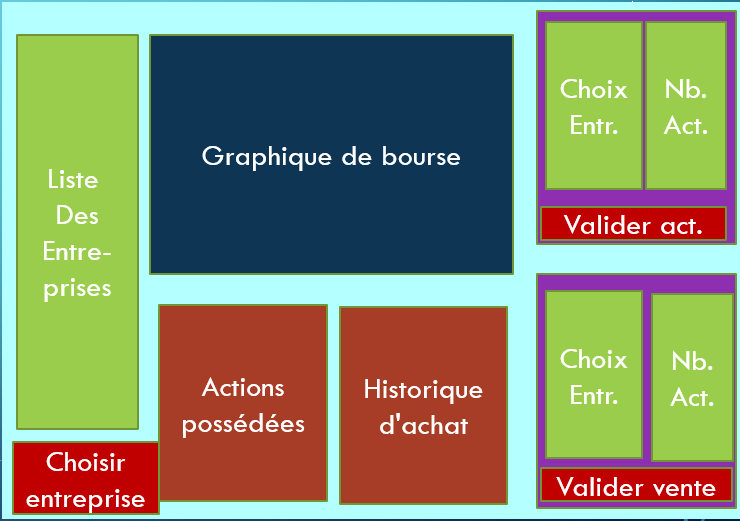 Liste
Des
Entre-
prises
Choisir
entreprise
Graphique de bourse
Actions
possédées
Historique
d'achat
Choix
Entr.
Nb.
Act.
Valider act.
Choix
Entr.
Nb.
Act.
Valider vente